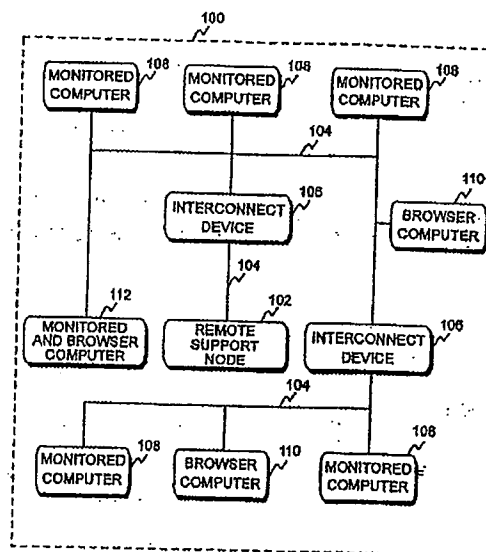 100
108
MONITORED
COMPUTER
108
MONITORED
COMPUTER
108
MONITORED
COMPUTER
104
106
INTERCONNECT
DEVICE
110
BROWSER
COMPUTER
104
112
MONITORED
AND BROWSER
COMPUTER
102
REMOTE
SUPPORT
NODE
106
INTERCONNECT
DEVICE
104
MONITORED
COMPUTER
108
BROWSER
COMPUTER
110
108
MONITORED
COMPUTER